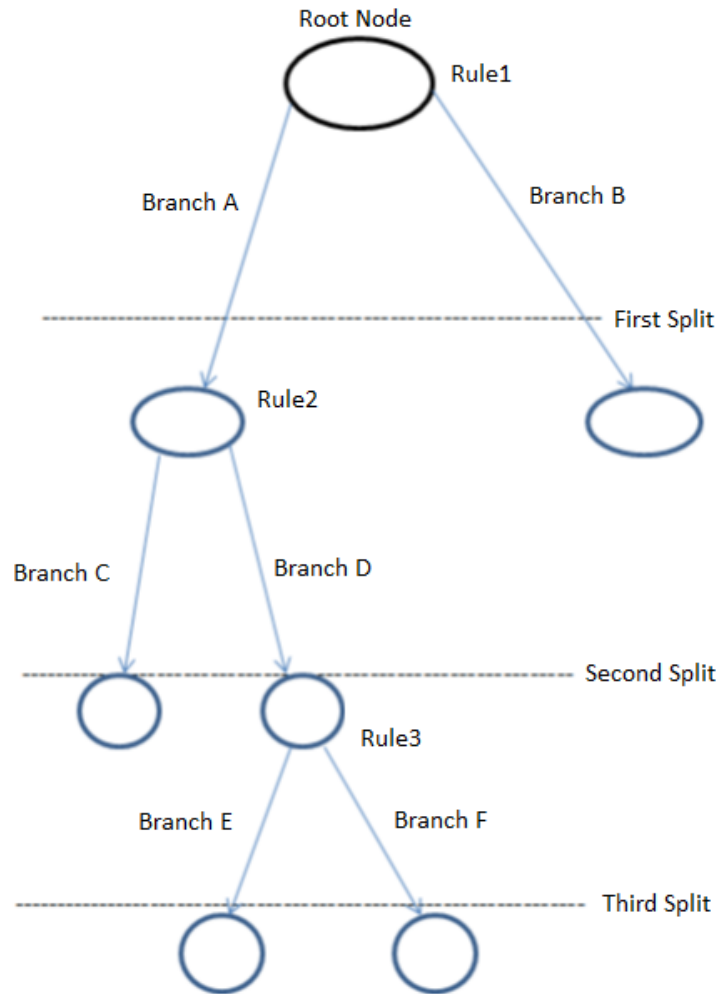 Root Node
Rule1
Branch A
Branch B
First Split
Rule2
Branch C
Branch D
Second Split
Rule3
Branch E
Branch F
Third Split